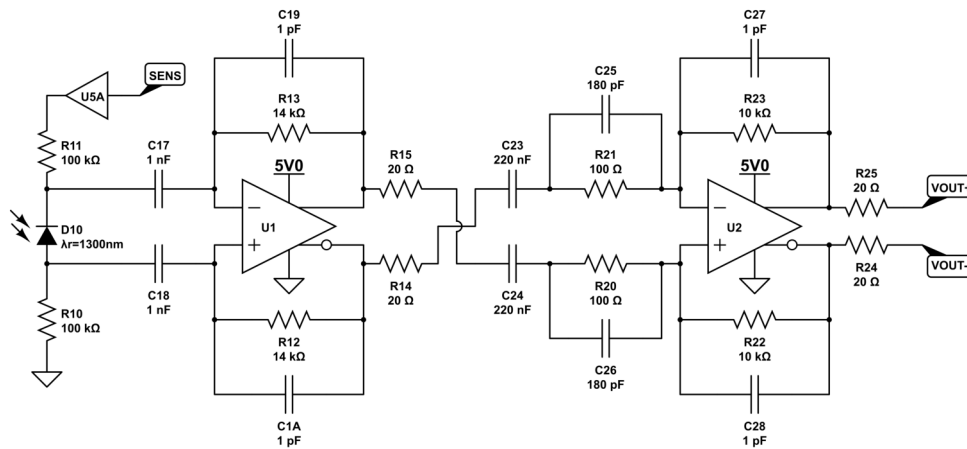 C19
1 pF
C27
1 pF
SENS
U5A
C25
180 pF
R13
14 kΩ
R23
10 kΩ
R11
100 kΩ
C17
1 nF
5V0
R15
20 Ω
C23
220 nF
R21
100 Ω
5V0
R25
20 Ω
VOUT-
D10
λr=1300nm
U1
U2
VOUT-
C18
1 nF
R14
20 Ω
C24
220 nF
R20
100 Ω
R24
20 Ω
R10
100 kΩ
R12
14 kΩ
C26
180 pF
R22
10 kΩ
C1A
1 pF
C28
1 pF